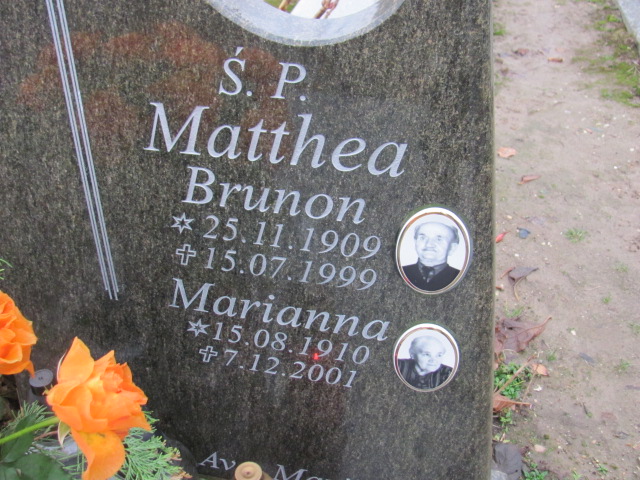 Ś. P.
Matthea
Brunon
✶ 25.11.1909
✝ 15.07.1999
Marianna
✶ 15.08.1910
✝ 7.12.2001